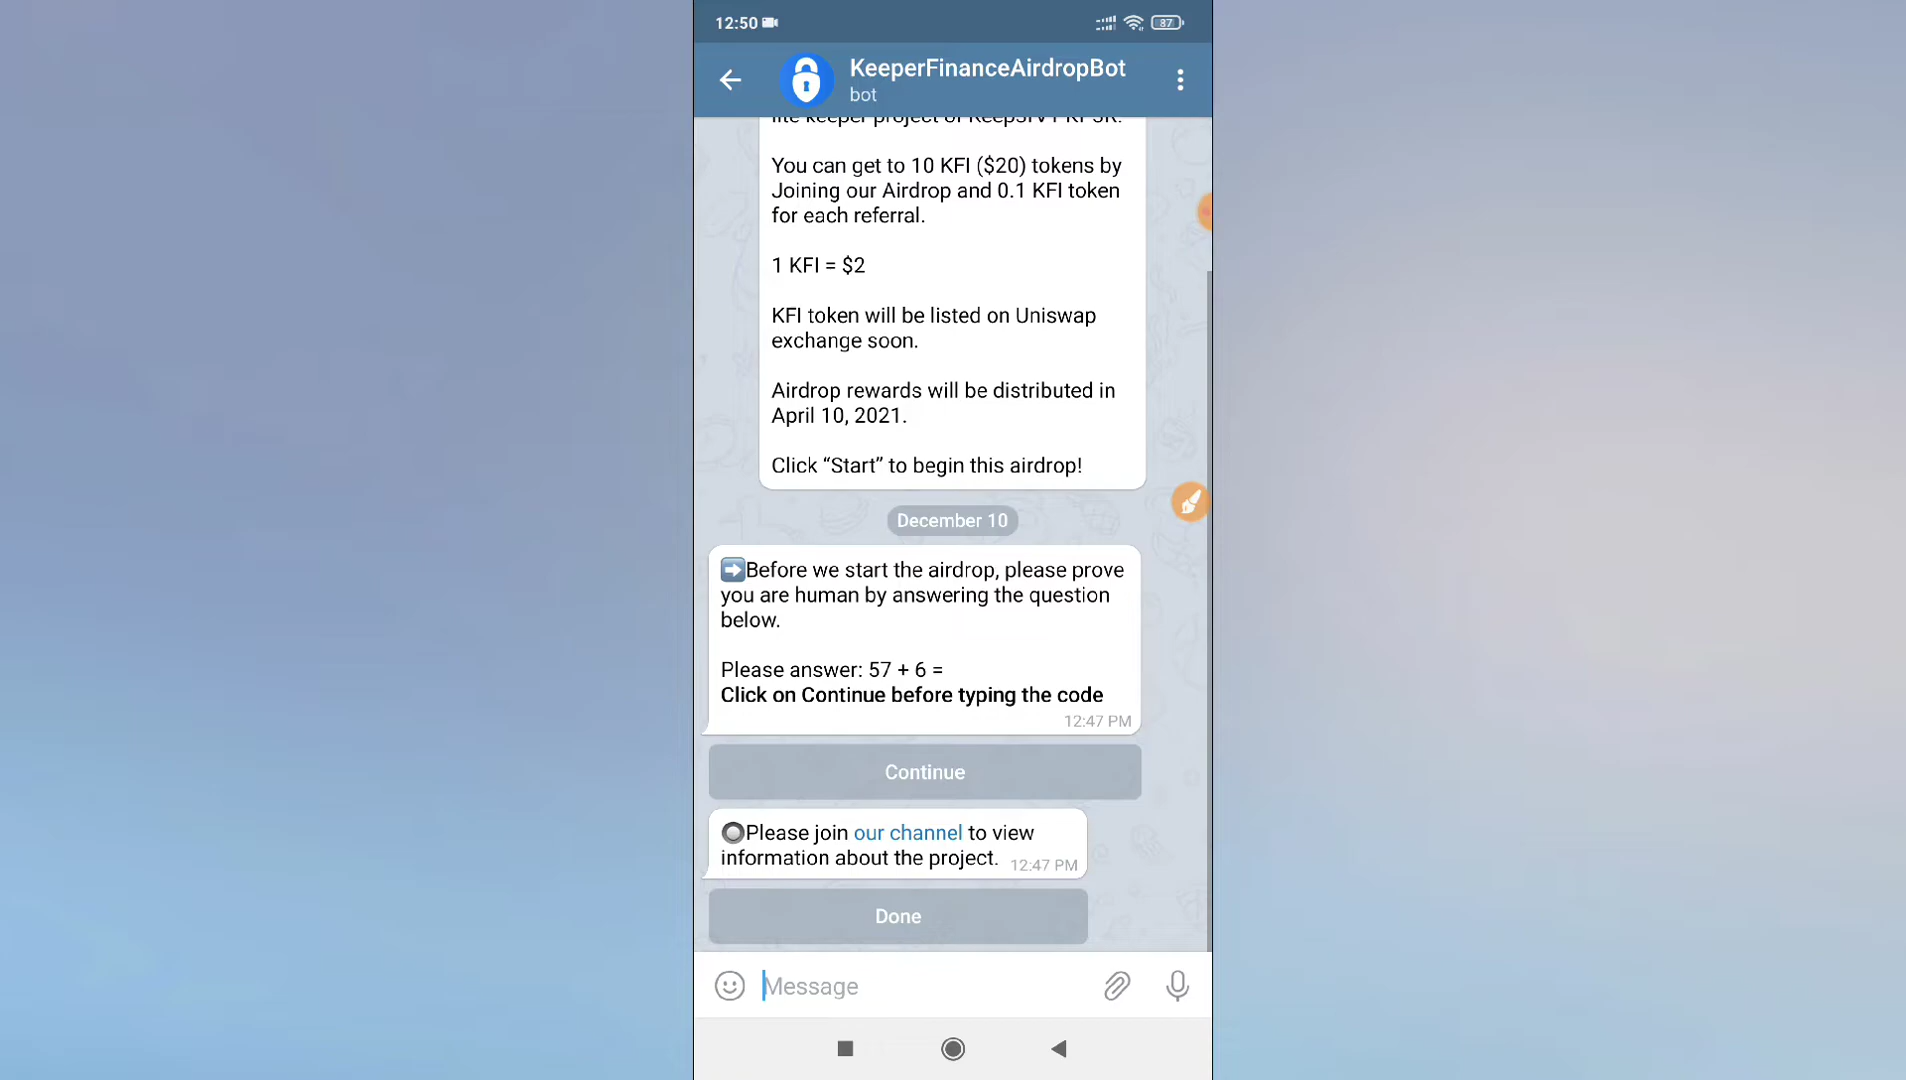 12:50
87
KeeperFinanceAirdropBot
bot
lite keeper project of
You can get to 10 KFI ($20) tokens by
Joining our Airdrop and 0.1 KFI token
for each referral.
1 KFI = $2
KFI token will be listed on Uniswap
exchange soon.
Airdrop rewards will be distributed in
April 10, 2021.
Click “Start” to begin this airdrop!
December 10
➡️Before we start the airdrop, please prove
you are human by answering the question
below.
Please answer: 57 + 6 =
Click on Continue before typing the code
12:47 PM
Continue
Please join our channel to view
information about the project. 12:47 PM
Done
Message